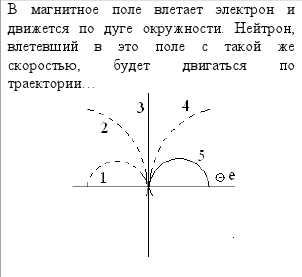 В магнитное поле влетает электрон и
движется по дуге окружности. Нейтрон,
влетевший в это поле с такой же
скоростью, будет двигаться по
траектории…
3
4
2
5
1
e